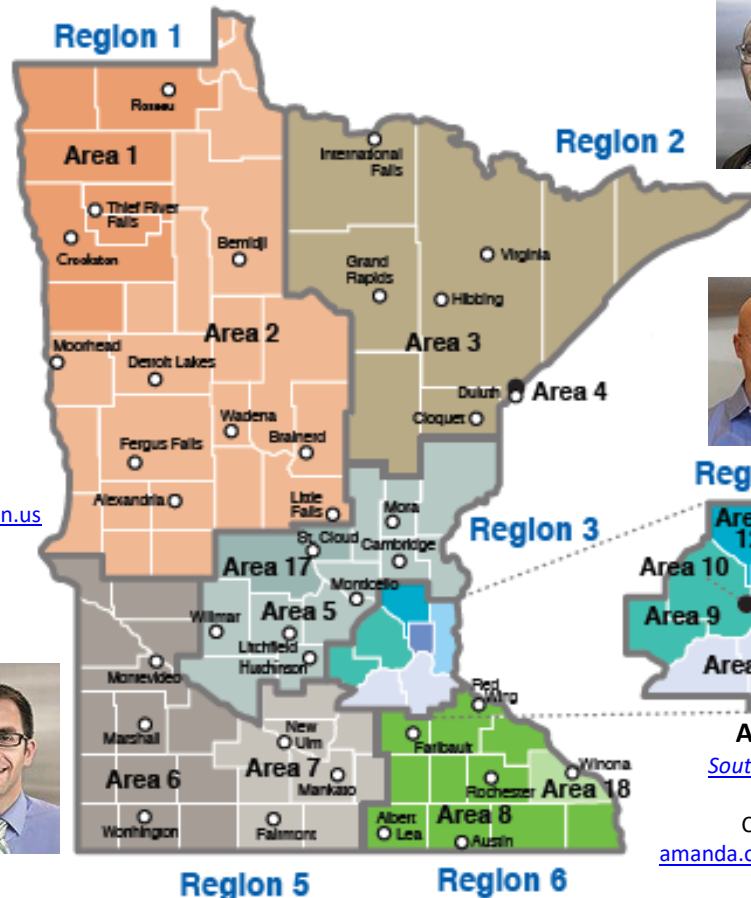 Region 1
Roseau
Area 1
International
Falls
Region 2
Thief River
Falls
Crookston
Bemidji
Virginia
Grand
Rapids
Hibbing
Area 2
Area 3
Moorhead
Detroit Lakes
Duluth
Area 4
Cloquet
Wadena
Brainerd
Fergus Falls
Alexandria
Little
Falls
Mora
n.us
Region 3
St. Cloud
Cambridge
Area 17
Monticello
Area 10
Willmar
Area 5
Litchfield
Hutchinson
Area 9
Montevideo
Red
Wing
Marshall
New
Ulm
Faribault
Area 6
Area 7
Mankato
Winona
Rochester
Area 18
Worthington
Fairmont
Albert
Lea
Area 8
Austin
Region 5
Region 6